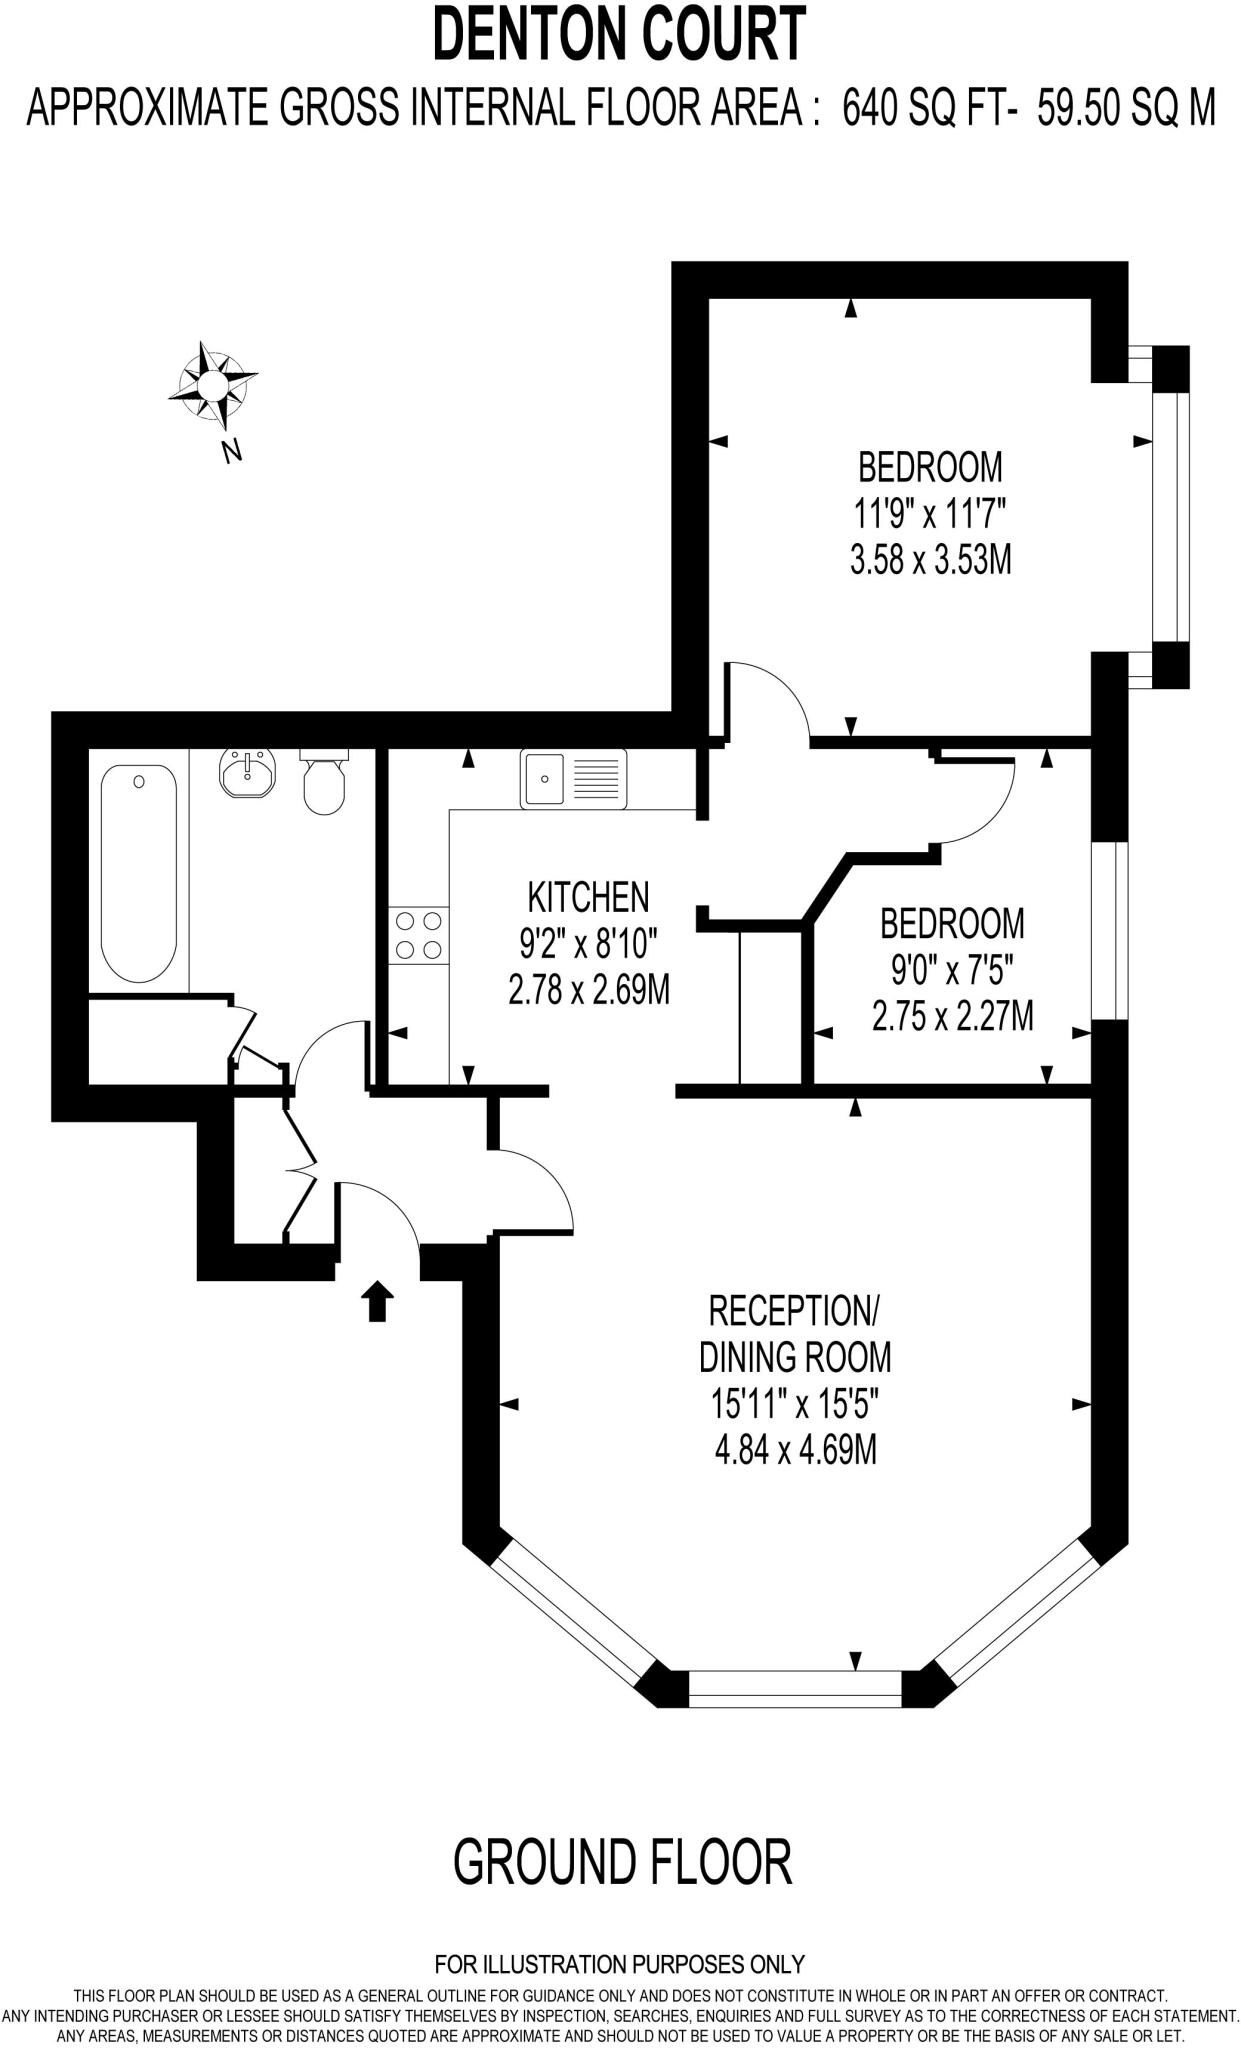 DENTON COURT
APPROXIMATE GROSS INTERNAL FLOOR AREA : 640 SQ FT- 59.50 SQ M
N
BEDROOM
11'9" x 11'7"
3.58 x 3.53M
KITCHEN
9'2" x 8'10"
2.78 x 2.69M
BEDROOM
9'0" x 7'5"
2.75 x 2.27M
RECEPTION/
DINING ROOM
15'11" x 15'5"
4.84 x 4.69M
GROUND FLOOR
FOR ILLUSTRATION PURPOSES ONLY
THIS FLOOR PLAN SHOULD BE USED AS A GENERAL OUTLINE FOR GUIDANCE ONLY AND DOES NOT CONSTITUTE IN WHOLE OR IN PART AN OFFER OR CONTRACT.
ANY INTENDING PURCHASER OR LESSEE SHOULD SATISFY THEMSELVES BY INSPECTION, SEARCHES, ENQUIRIES AND FULL SURVEY AS TO THE CORRECTNESS OF EACH STATEMENT.
ANY AREAS, MEASUREMENTS OR DISTANCES QUOTED ARE APPROXIMATE AND SHOULD NOT BE USED TO VALUE A PROPERTY OR BE THE BASIS OF ANY SALE OR LET.